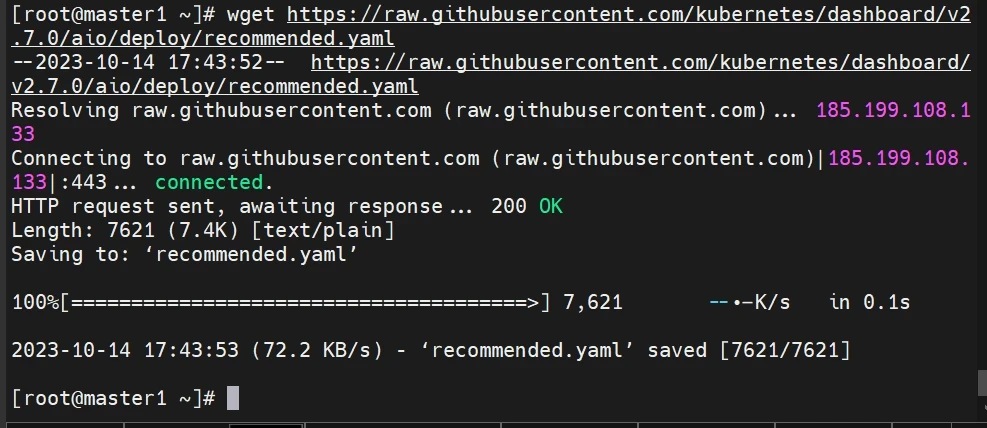 [root@master1 ~]# wget https://raw.githubusercontent.com/kubernetes/dashboard/v2
.7.0/aio/deploy/recommended.yaml
--2023-10-14 17:43:52--  https://raw.githubusercontent.com/kubernetes/dashboard/
v2.7.0/aio/deploy/recommended.yaml
Resolving raw.githubusercontent.com (raw.githubusercontent.com)... 185.199.108.1
33
Connecting to raw.githubusercontent.com (raw.githubusercontent.com)|185.199.108.
133|:443... connected.
HTTP request sent, awaiting response... 200 OK
Length: 7621 (7.4K) [text/plain]
Saving to: ‘recommended.yaml’
100%[======================================>] 7,621       --•-K/s   in 0.1s
2023-10-14 17:43:53 (72.2 KB/s) - ‘recommended.yaml’ saved [7621/7621]
[root@master1 ~]#